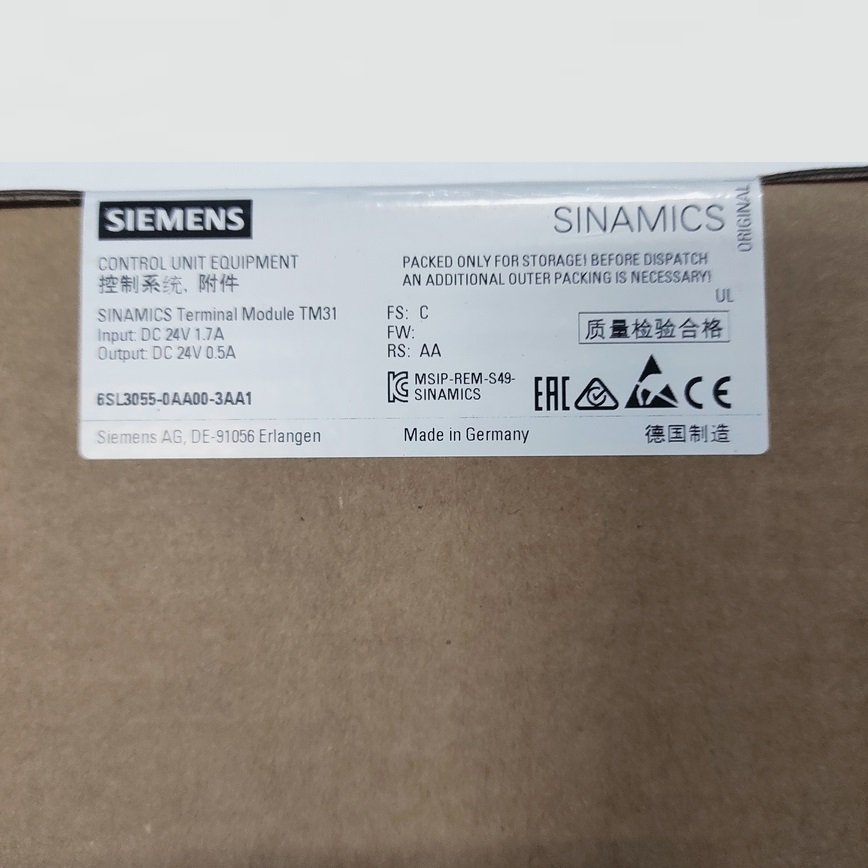 SIEMENS
SINAMICS
ORIGINAL
CONTROL UNIT EQUIPMENT
控制系统、附件
PACKED ONLY FOR STORAGE! BEFORE DISPATCH
AN ADDITIONAL OUTER PACKING IS NECESSARY!
UL
SINAMICS Terminal Module TM31
Input: DC 24V 1.7A
Output: DC 24V 0.5A
FS: C
FW:
RS: AA
质量检验合格
6SL3055-0AA00-3AA1
MSIP-REM-S49-
SINAMICS
EAC
CE
Siemens AG, DE-91056 Erlangen
Made in Germany
德国制造